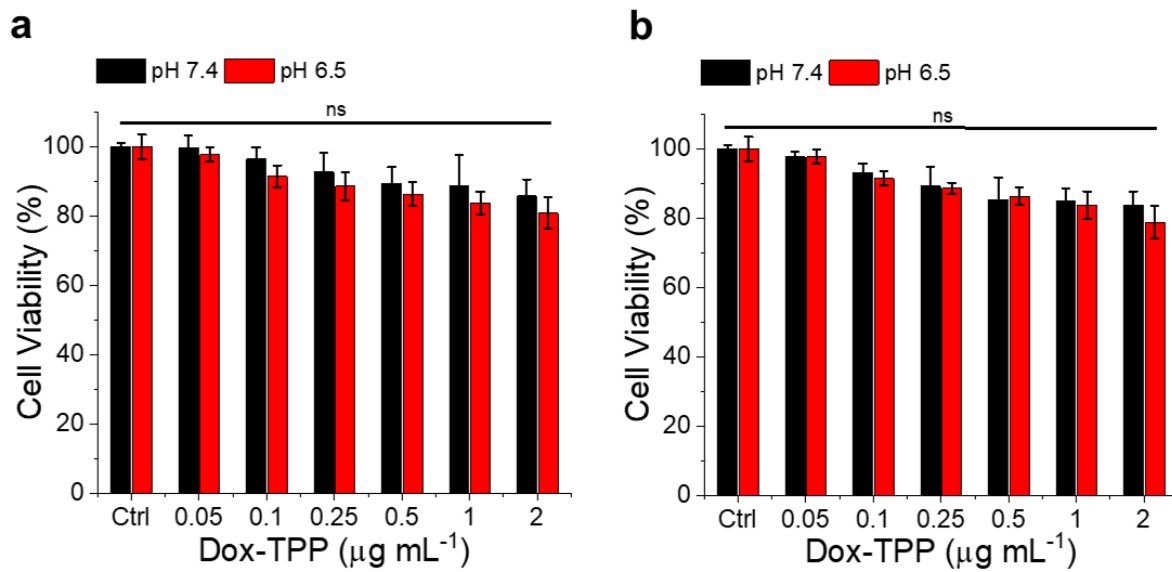 a
pH 7.4 pH 6.5
ns
100
80
60
40
20
0
Cell Viability (%)
Ctrl 0.05 0.1 0.25 0.5 1 2
Dox-TPP (μg mL⁻¹)
b
pH 7.4 pH 6.5
ns
100
80
60
40
20
0
Cell Viability (%)
Ctrl 0.05 0.1 0.25 0.5 1 2
Dox-TPP (μg mL⁻¹)